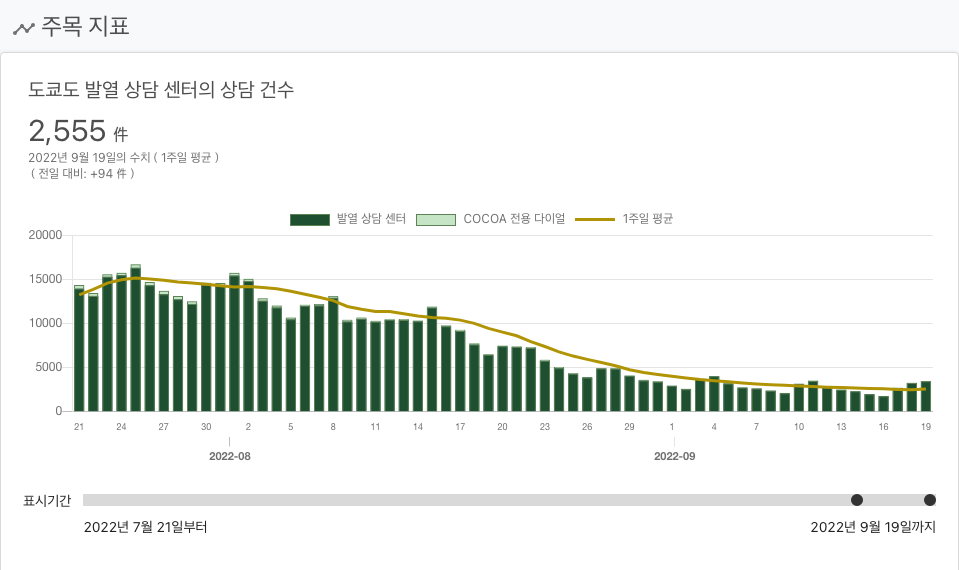 주목 지표
도쿄도 발열 상담 센터의 상담 건수
2,555 件
2022년 9월 19일의 수치 ( 1주일 평균 )
( 전일 대비: +94 件 )
발열 상담 센터 COCOA 전용 다이얼 1주일 평균
20000
15000
10000
5000
0
21 24 27 30 2 5 8 11 14 17 20 23 26 29 1 4 7 10 13 16 19
2022-08 2022-09
표시기간
2022년 7월 21일부터 2022년 9월 19일까지